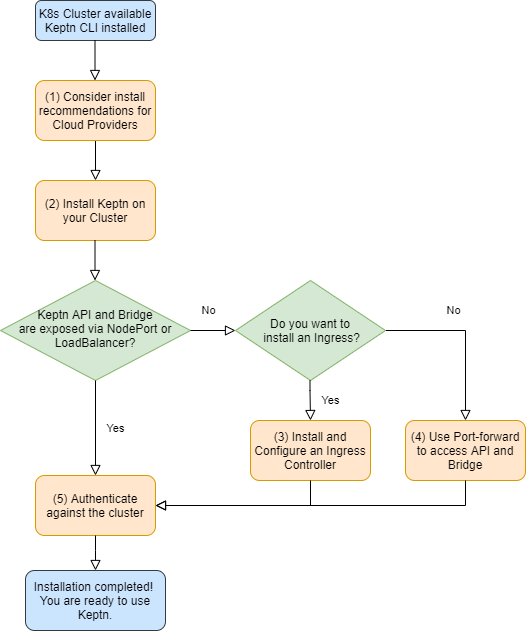 K8s Cluster available
Keptn CLI installed
(1) Consider install
recommendations for
Cloud Providers
(2) Install Keptn on
your Cluster
Keptn API and Bridge
are exposed via NodePort or
LoadBalancer?
No
Do you want to
install an Ingress?
No
Yes
Yes
(3) Install and
Configure an Ingress
Controller
(4) Use Port-forward
to access API and
Bridge
(5) Authenticate
against the cluster
Installation completed!
You are ready to use
Keptn.